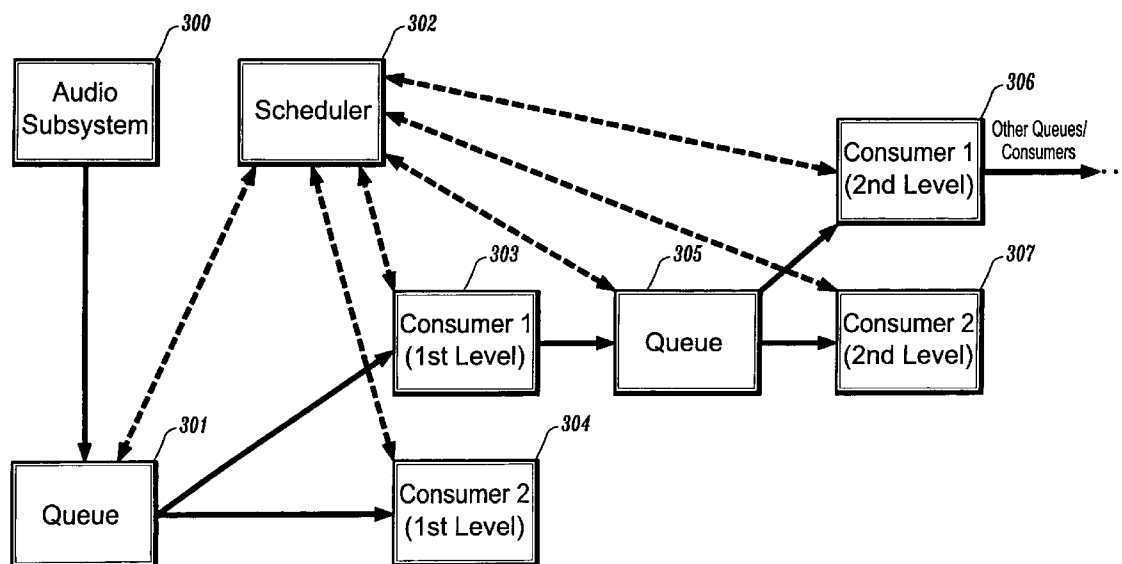 300
Audio
Subsystem
302
Scheduler
306
Consumer 1
(2nd Level)
Other Queues/
Consumers
303
Consumer 1
(1st Level)
305
Queue
307
Consumer 2
(2nd Level)
301
Queue
304
Consumer 2
(1st Level)